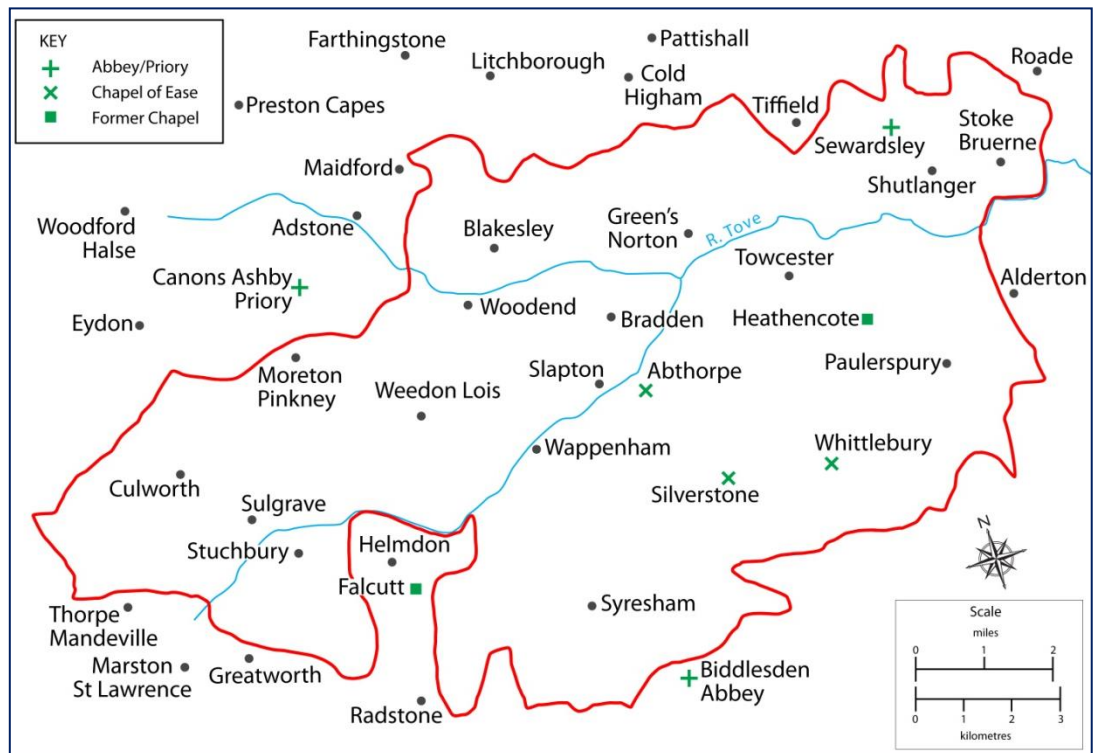 KEY
Abbey/Priory
Chapel of Ease
Former Chapel
Farthingstone
Litchborough
Pattishall
Cold
Higham
Roade
Preston Capes
Tiffield
Sewardsley
Stoke
Bruerne
Maidford
Shutlanger
Woodford
Halse
Adstone
Blakesley
Green's
Norton
R. Tove
Towcester
Canons Ashby
Priory
Alderton
Eydon
Woodend
Bradden
Heathencote
Moreton
Pinkney
Weedon Lois
Slapton
Abthorpe
Paulerspury
Culworth
Wappenham
Whittlebury
Silverstone
Sulgrave
Stuchbury
Helmdon
N
Falcutt
Thorpe
Mandeville
Syresham
Marston
St Lawrence
Greatworth
Radstone
Biddlesden
Abbey
Scale
miles
0 1 2
0 1 2 3
kilometres